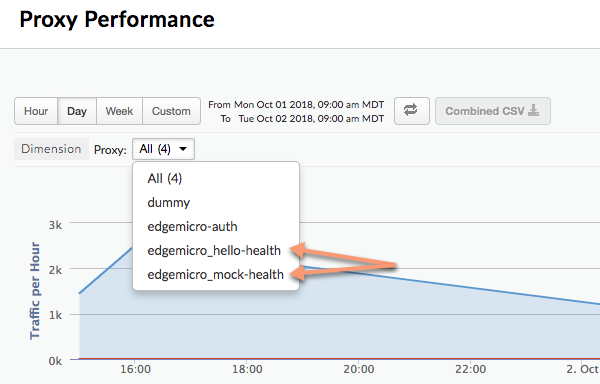 Proxy Performance
Hour Day Week Custom
From Mon Oct 01 2018, 09:00 am MDT
To Tue Oct 02 2018, 09:00 am MDT
Combined CSV
Dimension Proxy: All (4)
All (4)
dummy
edgemicro-auth
edgemicro_hello-health
edgemicro_mock-health
Traffic per Hour
3k
2k
1k
0k
16:00 18:00 20:00 22:00 2. Oct